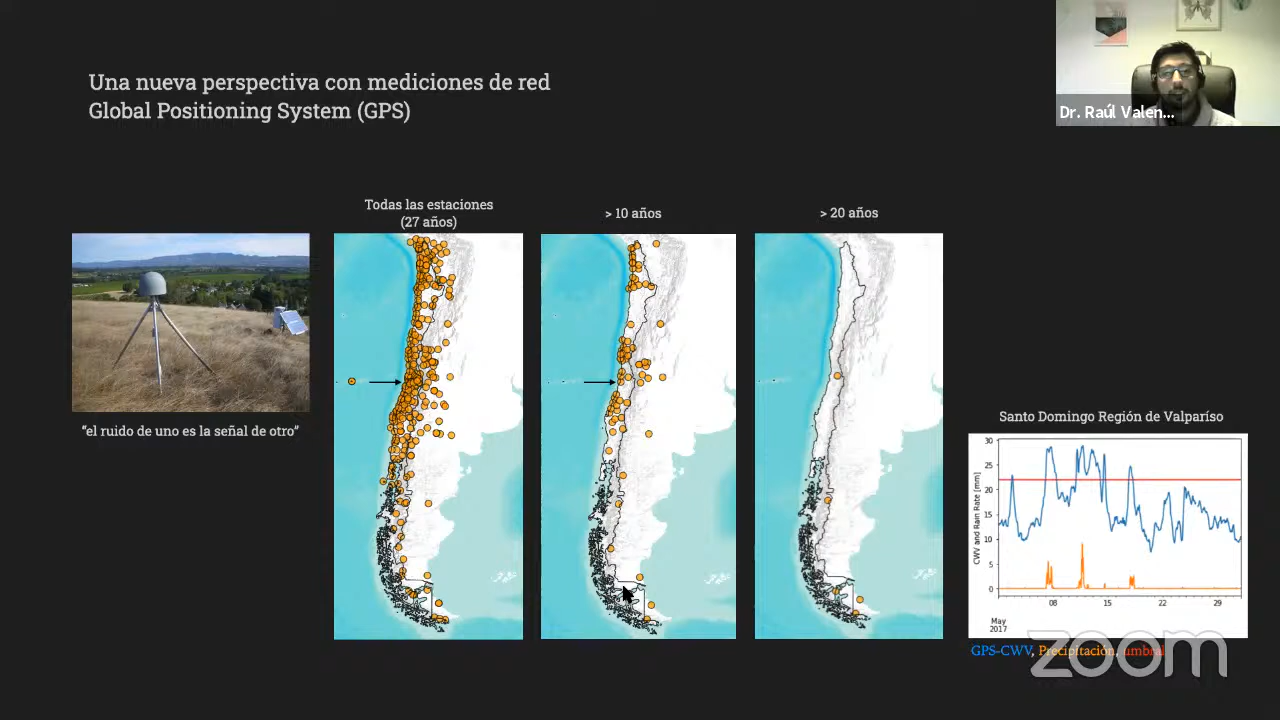 Una nueva perspectiva con mediciones de red
Global Positioning System (GPS)
Dr. Raúl Valen...
Todas las estaciones
(27 años)
> 10 años
> 20 años
"el ruido de uno es la señal de otro"
Santo Domingo Región de Valparíso
CWV and Rain Rate [mm]
30
25
20
15
10
5
0
08
15
22
29
May
2017
GPS-CWV, Precipitación, umbral
zoom